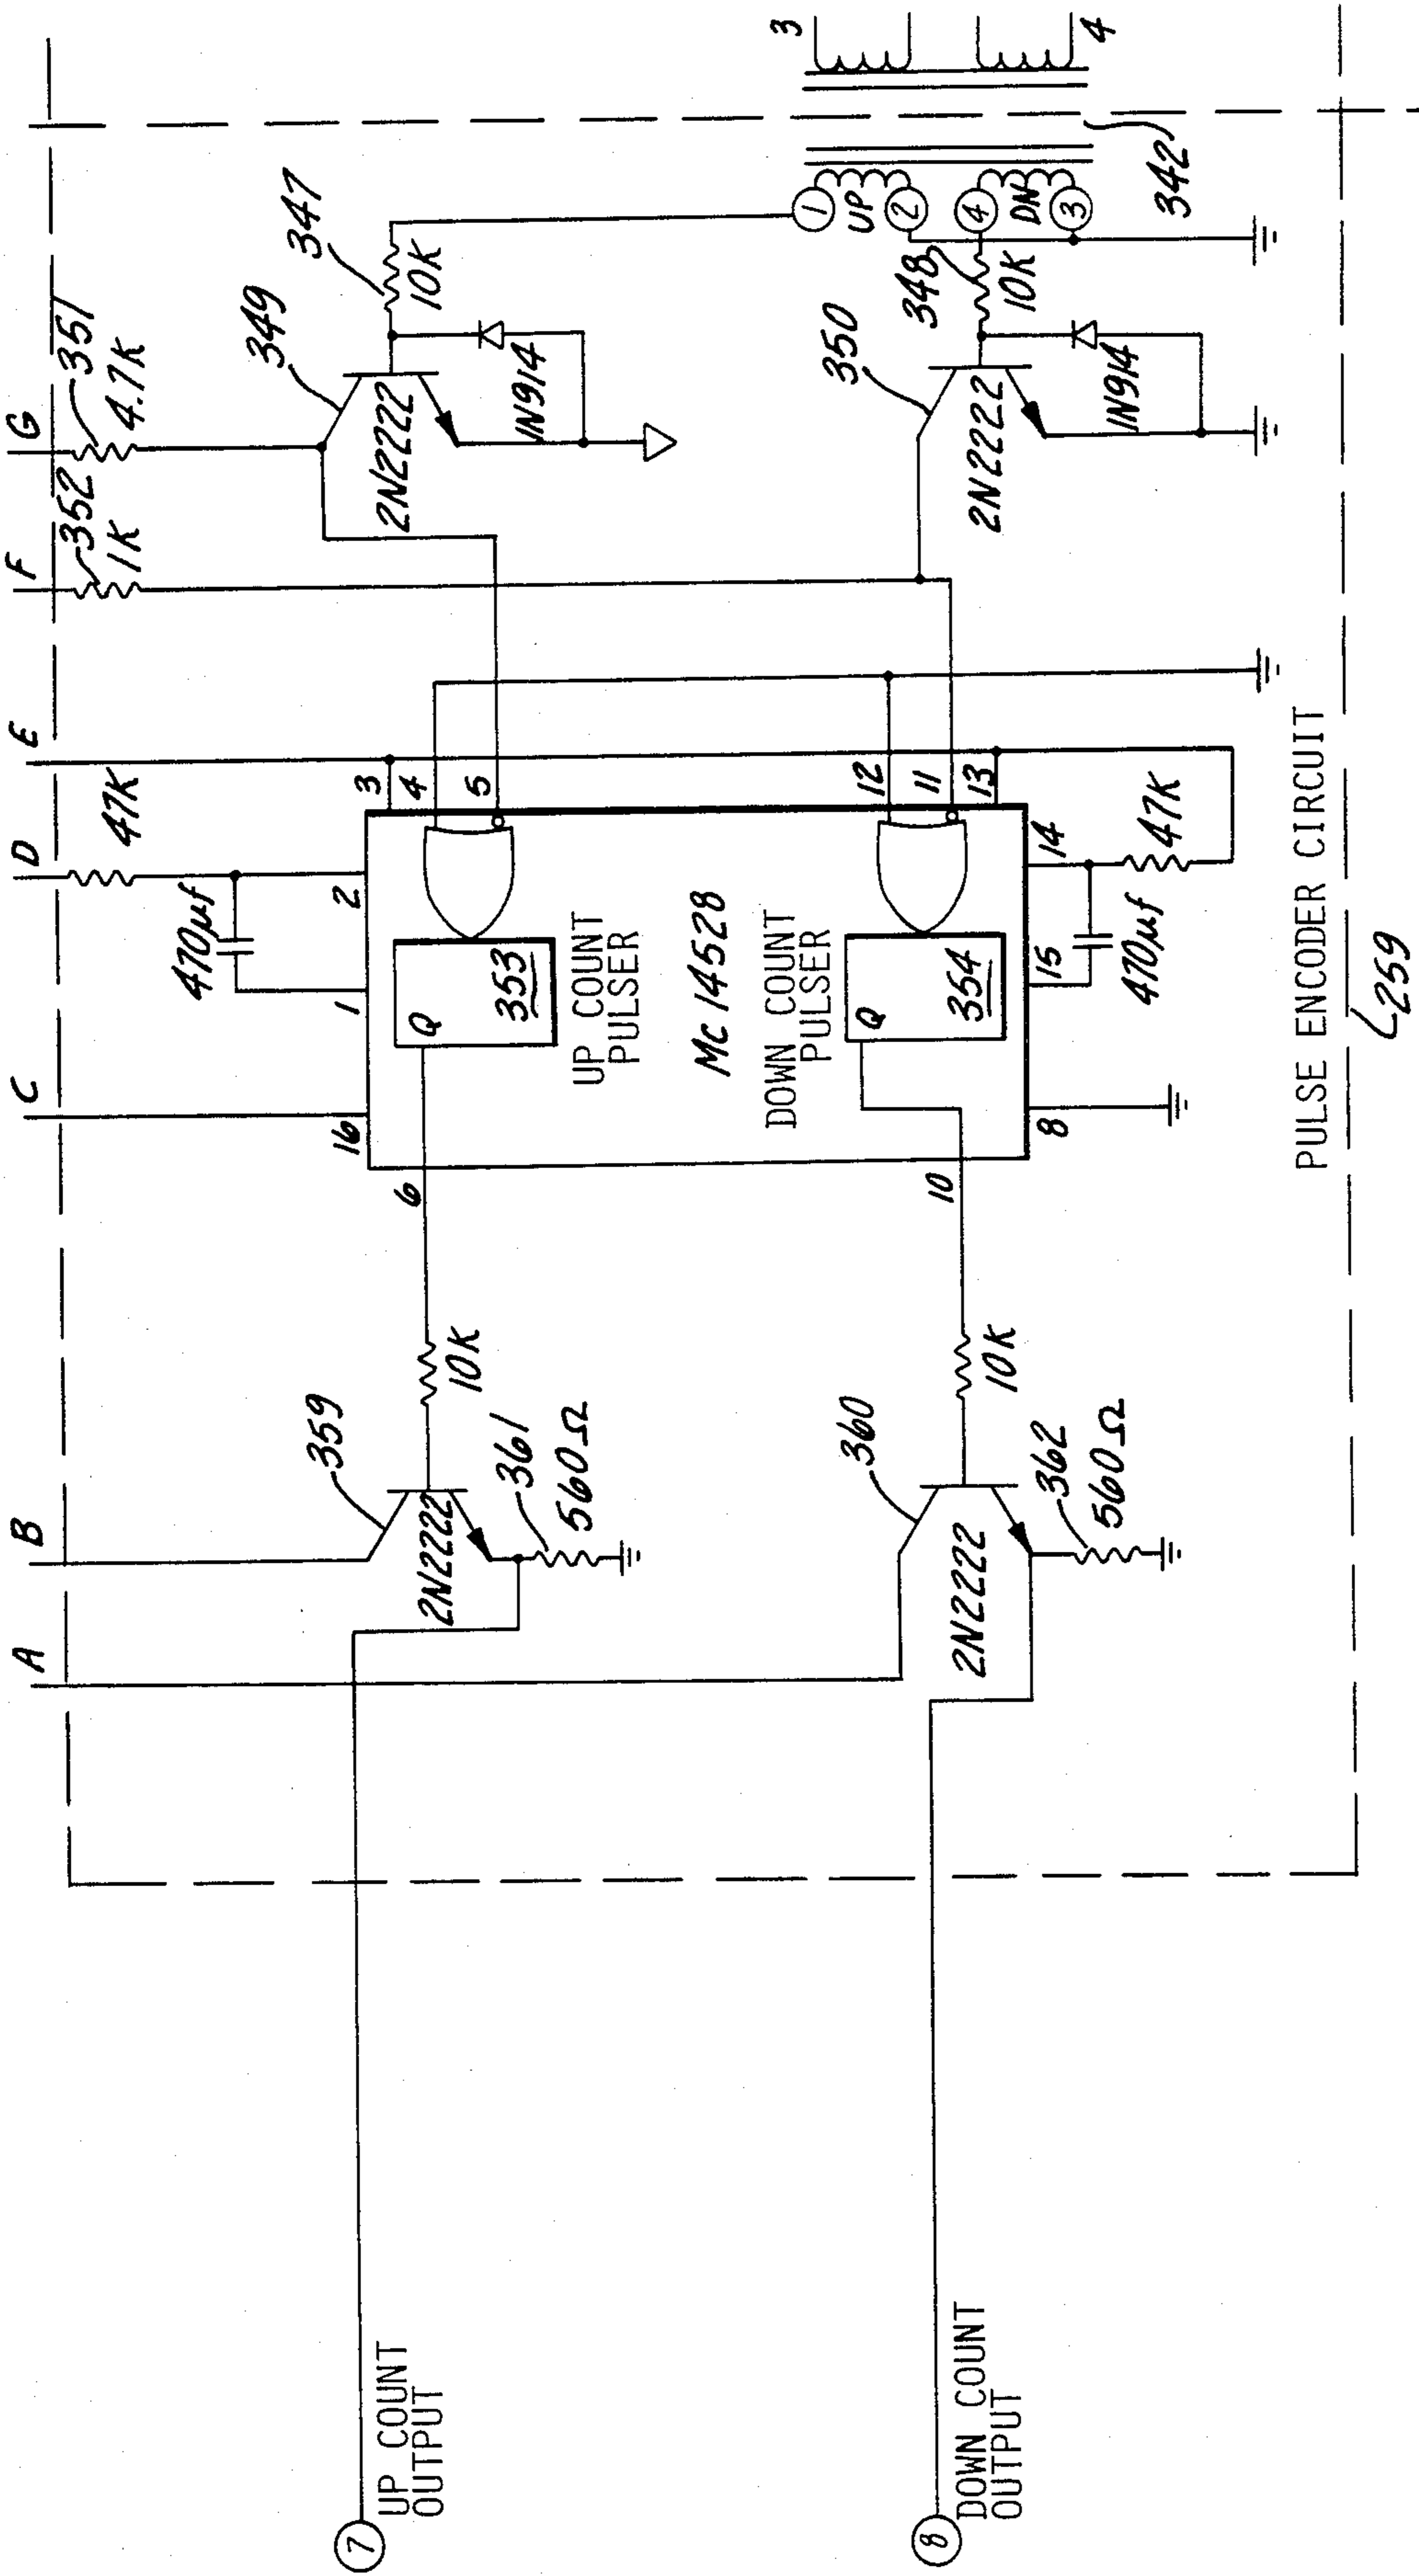 A
B
C
D
E
F
G
47K
352
1K
351
4.7K
470µf
16
1
2
3
4
5
349
347
10K
2N2222
1N914
3
4
1
UP
2
4
DN
3
342
359
6
10K
2N2222
361
560Ω
Q
353
UP COUNT
PULSER
MC 14528
DOWN COUNT
PULSER
Q
354
12
11
13
350
348
10K
2N2222
1N914
360
10
10K
2N2222
362
560Ω
8
15
14
470µf
47K
7
UP COUNT
OUTPUT
8
DOWN COUNT
OUTPUT
PULSE ENCODER CIRCUIT
259